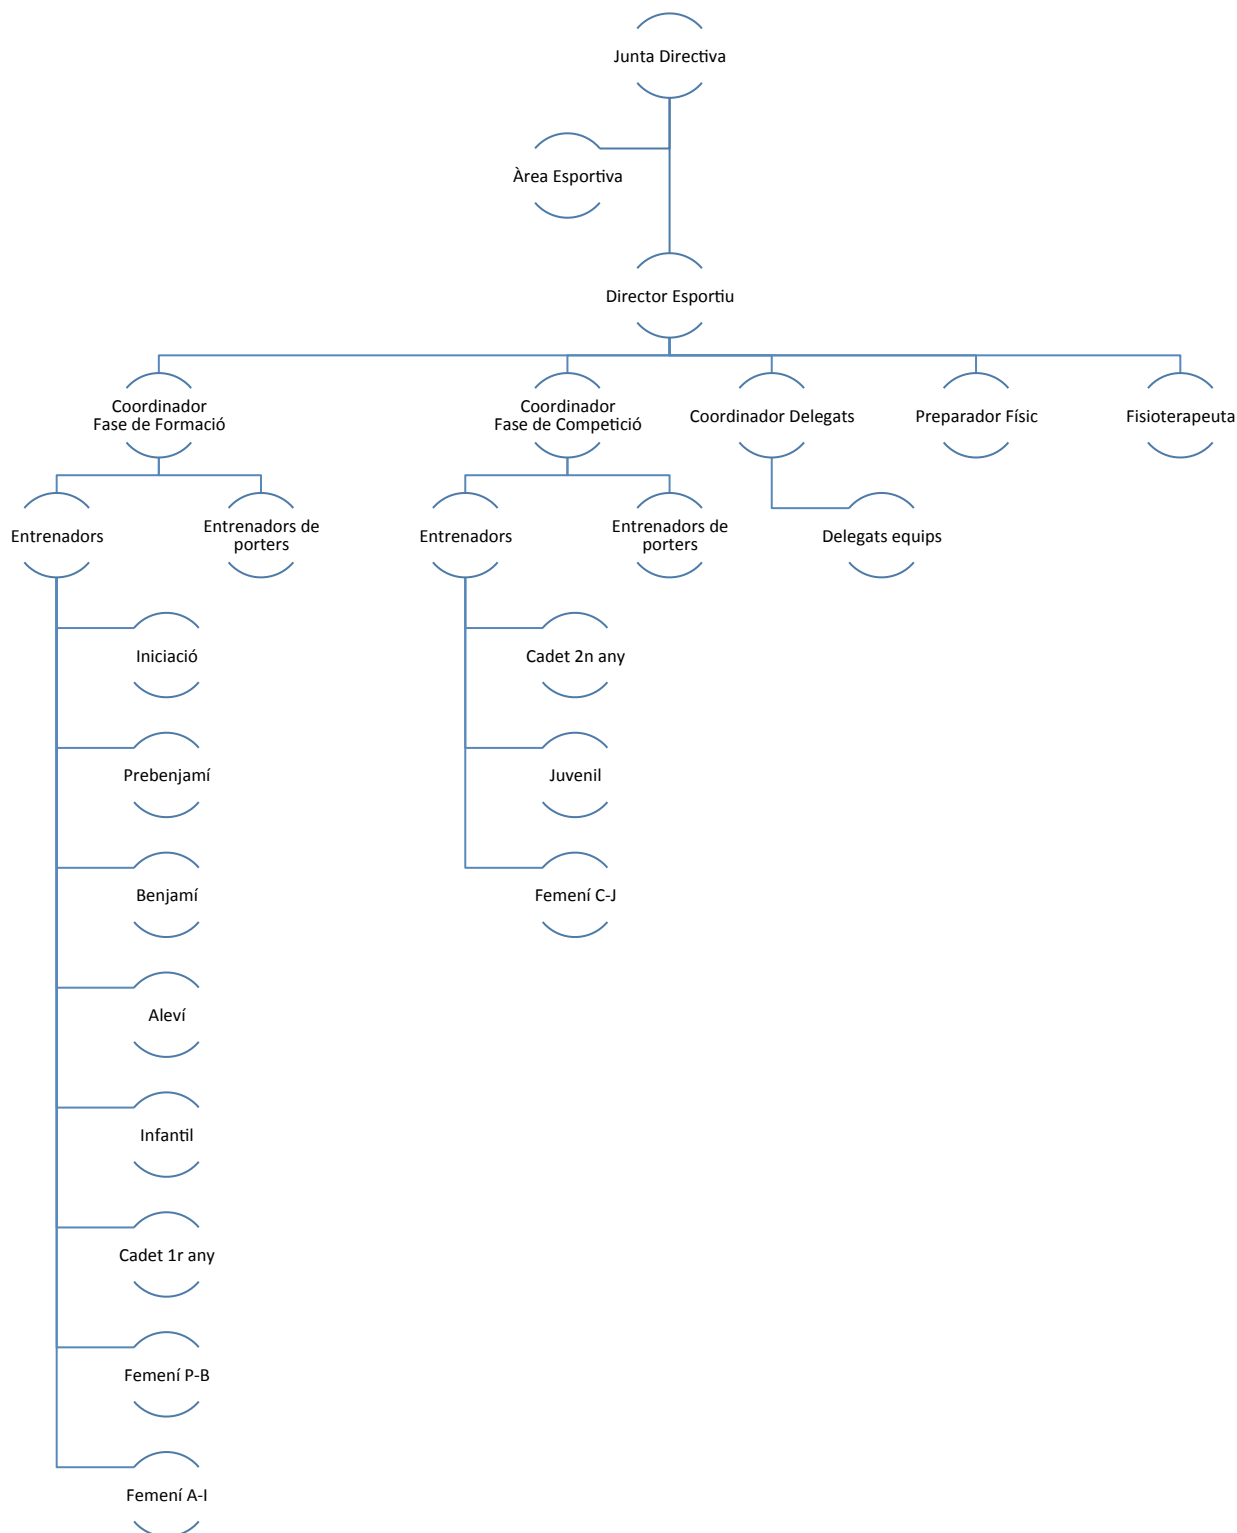 Junta Directiva
Àrea Esportiva
Director Esportiu
Coordinador
Fase de Formació
Coordinador
Fase de Competició
Coordinador Delegats
Preparador Físic
Fisioterapeuta
Entrenadors
Entrenadors de
porters
Entrenadors
Entrenadors de
porters
Delegats equips
Iniciació
Cadet 2n any
Prebenjamí
Juvenil
Benjamí
Femení C-J
Aleví
Infantil
Cadet 1r any
Femení P-B
Femení A-I